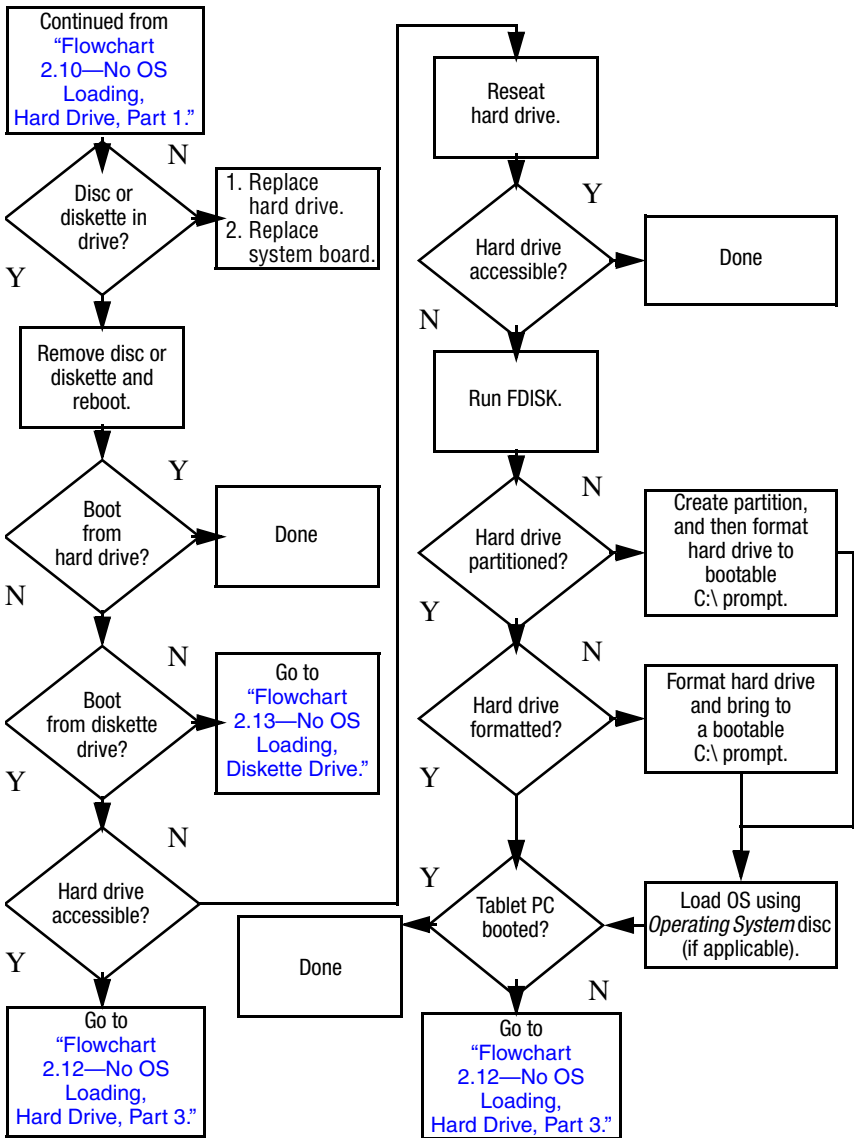 Continued from
“Flowchart
2.10—No OS
Loading,
Hard Drive, Part 1.”
N
Disc or
diskette in
drive?
1. Replace
hard drive.
2. Replace
system board.
Y
Remove disc or
diskette and
reboot.
Y
Boot
from
hard drive?
Done
N
N
Boot
from diskette
drive?
Go to
“Flowchart
2.13—No OS
Loading,
Diskette Drive.”
Y
N
Hard drive
accessible?
Y
Go to
“Flowchart
2.12—No OS
Loading,
Hard Drive, Part 3.”
Reseat
hard drive.
Y
Hard drive
accessible?
Done
N
Run FDISK.
N
Hard drive
partitioned?
Create partition,
and then format
hard drive to
bootable
C:\ prompt.
Y
N
Hard drive
formatted?
Format hard drive
and bring to
a bootable
C:\ prompt.
Y
Y
Tablet PC
booted?
Load OS using
Operating System disc
(if applicable).
Done
N
Go to
“Flowchart
2.12—No OS
Loading,
Hard Drive, Part 3.”